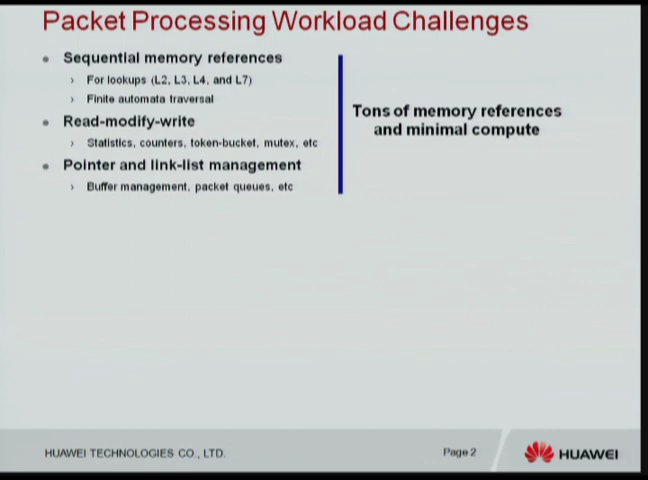 Packet Processing Workload Challenges
• Sequential memory references
› For lookups (L2, L3, L4, and L7)
› Finite automata traversal
• Read-modify-write
› Statistics, counters, token-bucket, mutex, etc
• Pointer and link-list management
› Buffer management, packet queues, etc
Tons of memory references
and minimal compute
HUAWEI TECHNOLOGIES CO., LTD.
Page 2
HUAWEI